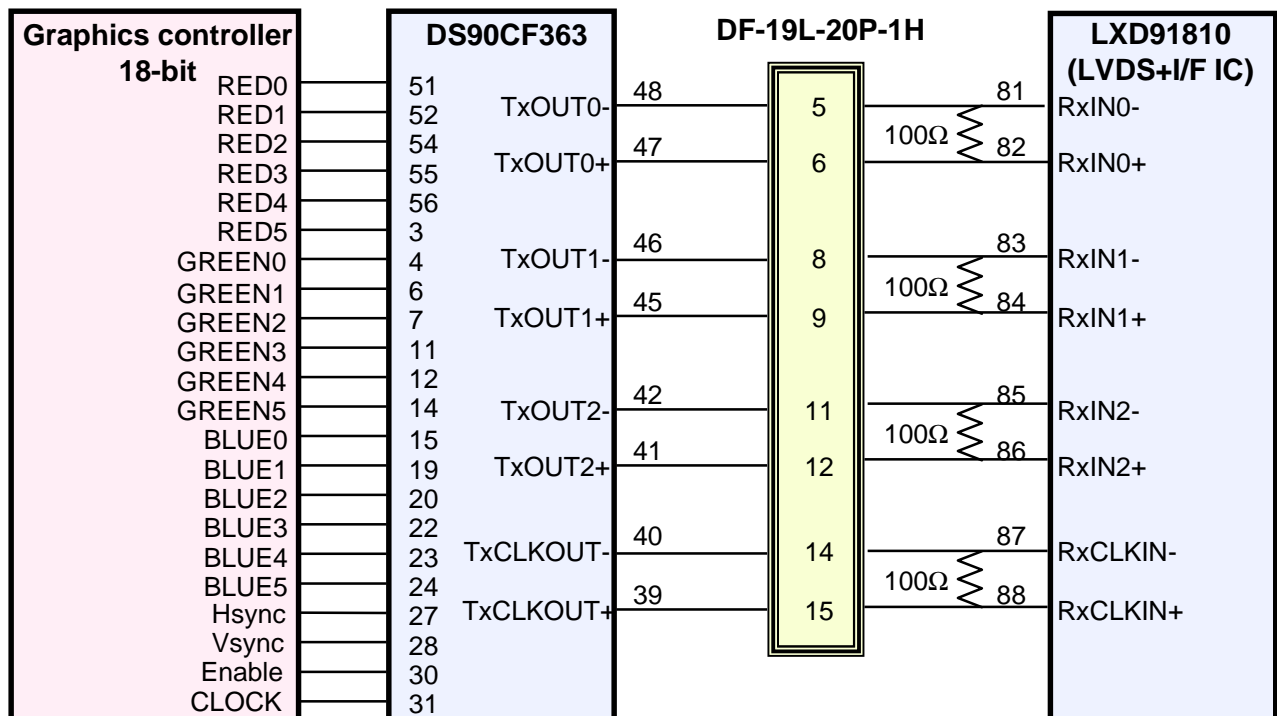 Graphics controller
18-bit
RED0
RED1
RED2
RED3
RED4
RED5
GREEN0
GREEN1
GREEN2
GREEN3
GREEN4
GREEN5
BLUE0
BLUE1
BLUE2
BLUE3
BLUE4
BLUE5
Hsync
Vsync
Enable
CLOCK
DS90CF363
51
52
54
55
56
3
4
6
7
11
12
14
15
19
20
22
23
24
27
28
30
31
TxOUT0-
TxOUT0+
TxOUT1-
TxOUT1+
TxOUT2-
TxOUT2+
TxCLKOUT-
TxCLKOUT+
48
47
46
45
42
41
40
39
DF-19L-20P-1H
5
6
8
9
11
12
14
15
100Ω
100Ω
100Ω
100Ω
81
82
83
84
85
86
87
88
LXD91810
(LVDS+I/F IC)
RxIN0-
RxIN0+
RxIN1-
RxIN1+
RxIN2-
RxIN2+
RxCLKIN-
RxCLKIN+